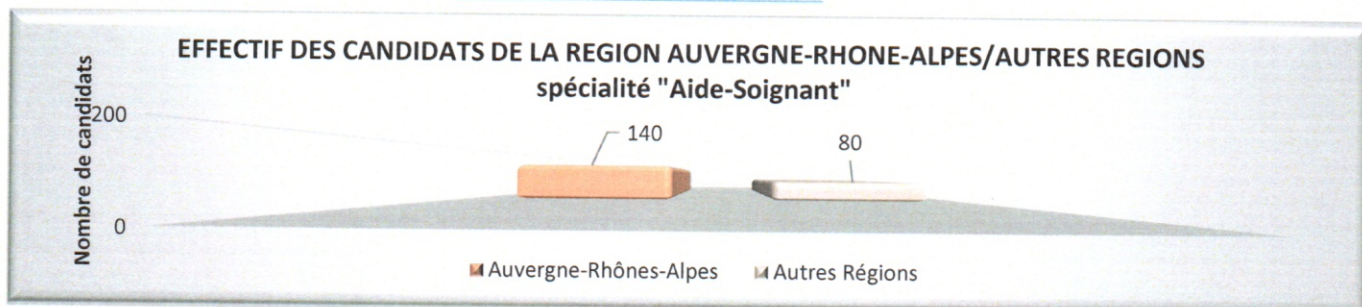 EFFECTIF DES CANDIDATS DE LA REGION AUVERGNE-RHONE-ALPES/AUTRES REGIONS
spécialité "Aide-Soignant"
Nombre de candidats
200
0
140
80
Auvergne-Rhônes-Alpes
Autres Régions